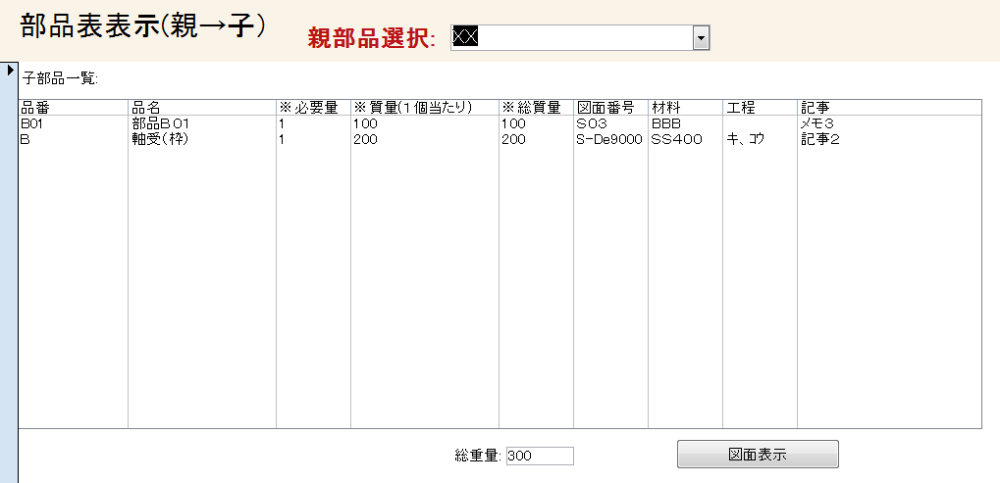 部品表表示(親→子)
親部品選択: XX
子部品一覧:
品番 品名 ※必要量 ※質量(1個当たり) ※総質量 図面番号 材料 工程 記事
B01 部品B01 1 100 100 S03 BBB メモ3
B 軸受(枠) 1 200 200 S-De9000 SS400 キ、コウ 記事2
総重量: 300 図面表示